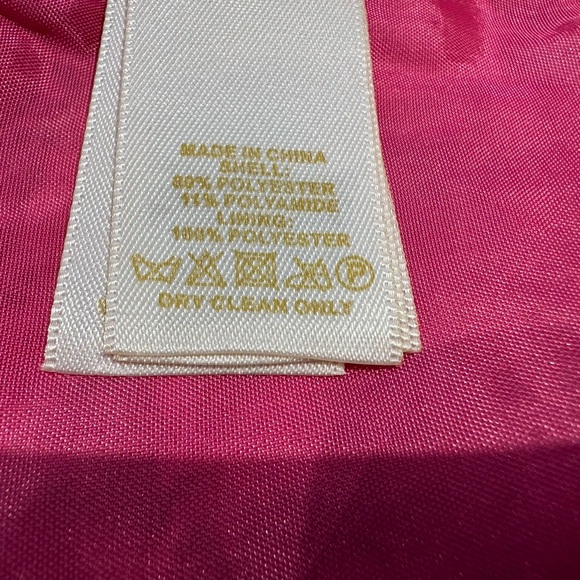 MADE IN CHINA
SHELL:
89% POLYESTER
11% POLYAMIDE
LINING:
100% POLYESTER
P
DRY CLEAN ONLY